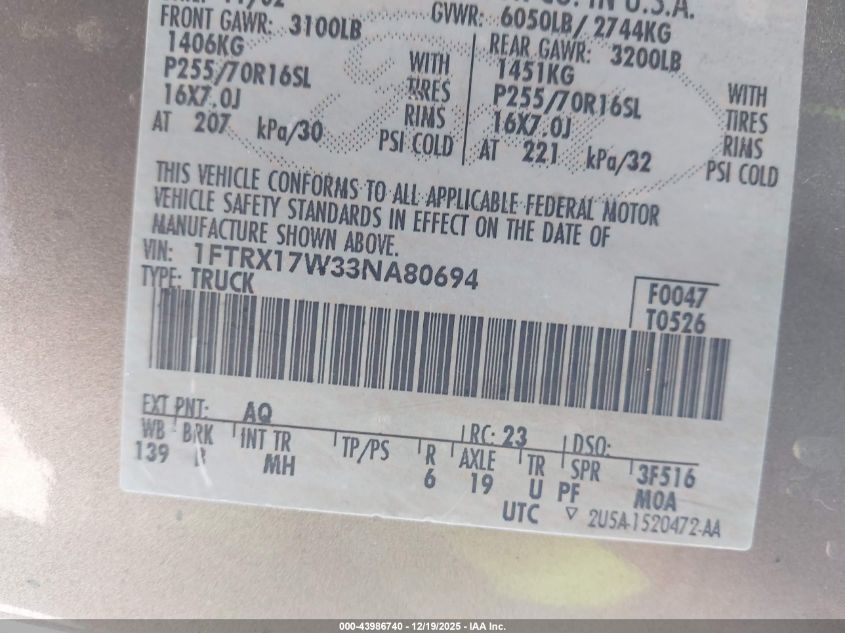 CO. IN U.S.A.
FRONT GAWR: 3100LB
1406KG
P255/70R16SL
16X7.0J
AT 207 kPa/30
WITH
TIRES
RIMS
PSI COLD
GVWR: 6050LB/ 2744KG
REAR GAWR: 3200LB
1451KG
P255/70R16SL
16X7.0J
AT 221 kPa/32
WITH
TIRES
RIMS
PSI COLD
THIS VEHICLE CONFORMS TO ALL APPLICABLE FEDERAL MOTOR
VEHICLE SAFETY STANDARDS IN EFFECT ON THE DATE OF
MANUFACTURE SHOWN ABOVE.
VIN: 1FTRX17W33NA80694
TYPE: TRUCK
F0047
T0526
EXT PNT: AQ
RC: 23
DSO:
WB
BRK
INT TR
TP/PS
R
AXLE
TR
SPR
3F516
139
MH
6
19
U
PF
M0A
UTC ▽ 2U5A-1520472-AA
000-43986740 - 12/19/2025 - IAA Inc.